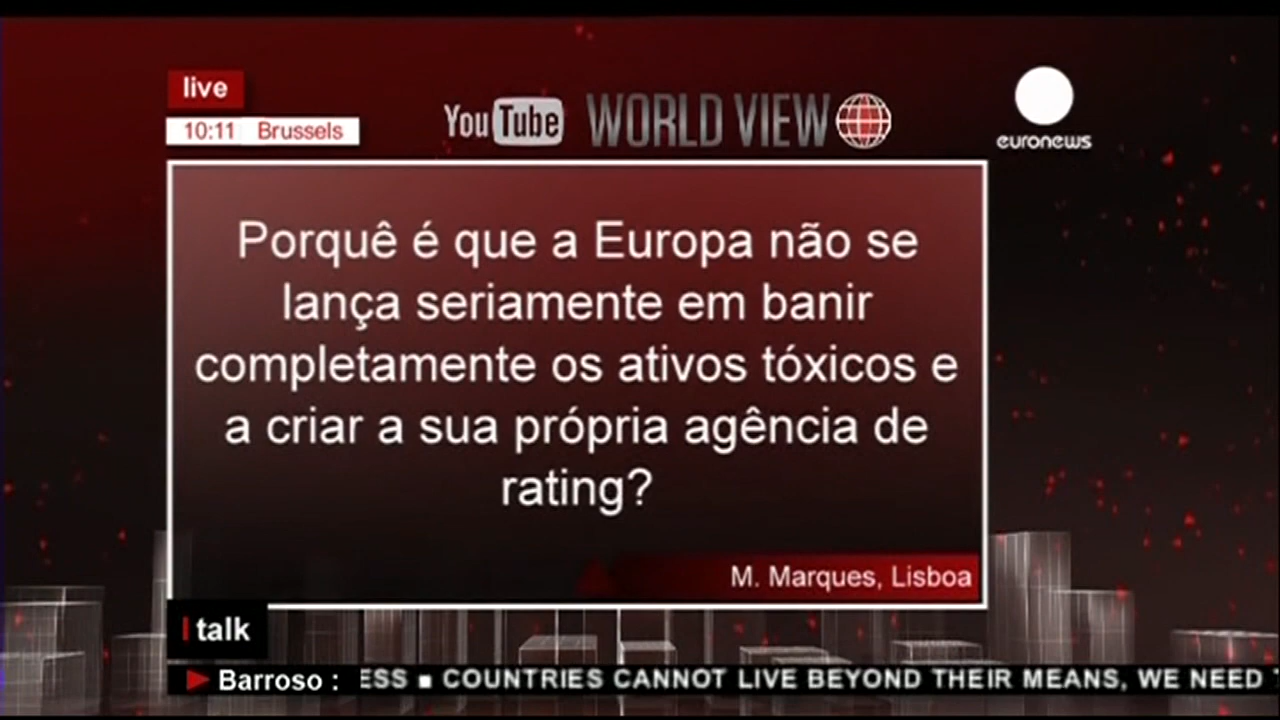 live
10:11 Brussels
YouTube WORLD VIEW
euronews
Porquê é que a Europa não se
lança seriamente em banir
completamente os ativos tóxicos e
a criar a sua própria agência de
rating?
M. Marques, Lisboa
I talk
Barroso : ESS ■ COUNTRIES CANNOT LIVE BEYOND THEIR MEANS, WE NEED